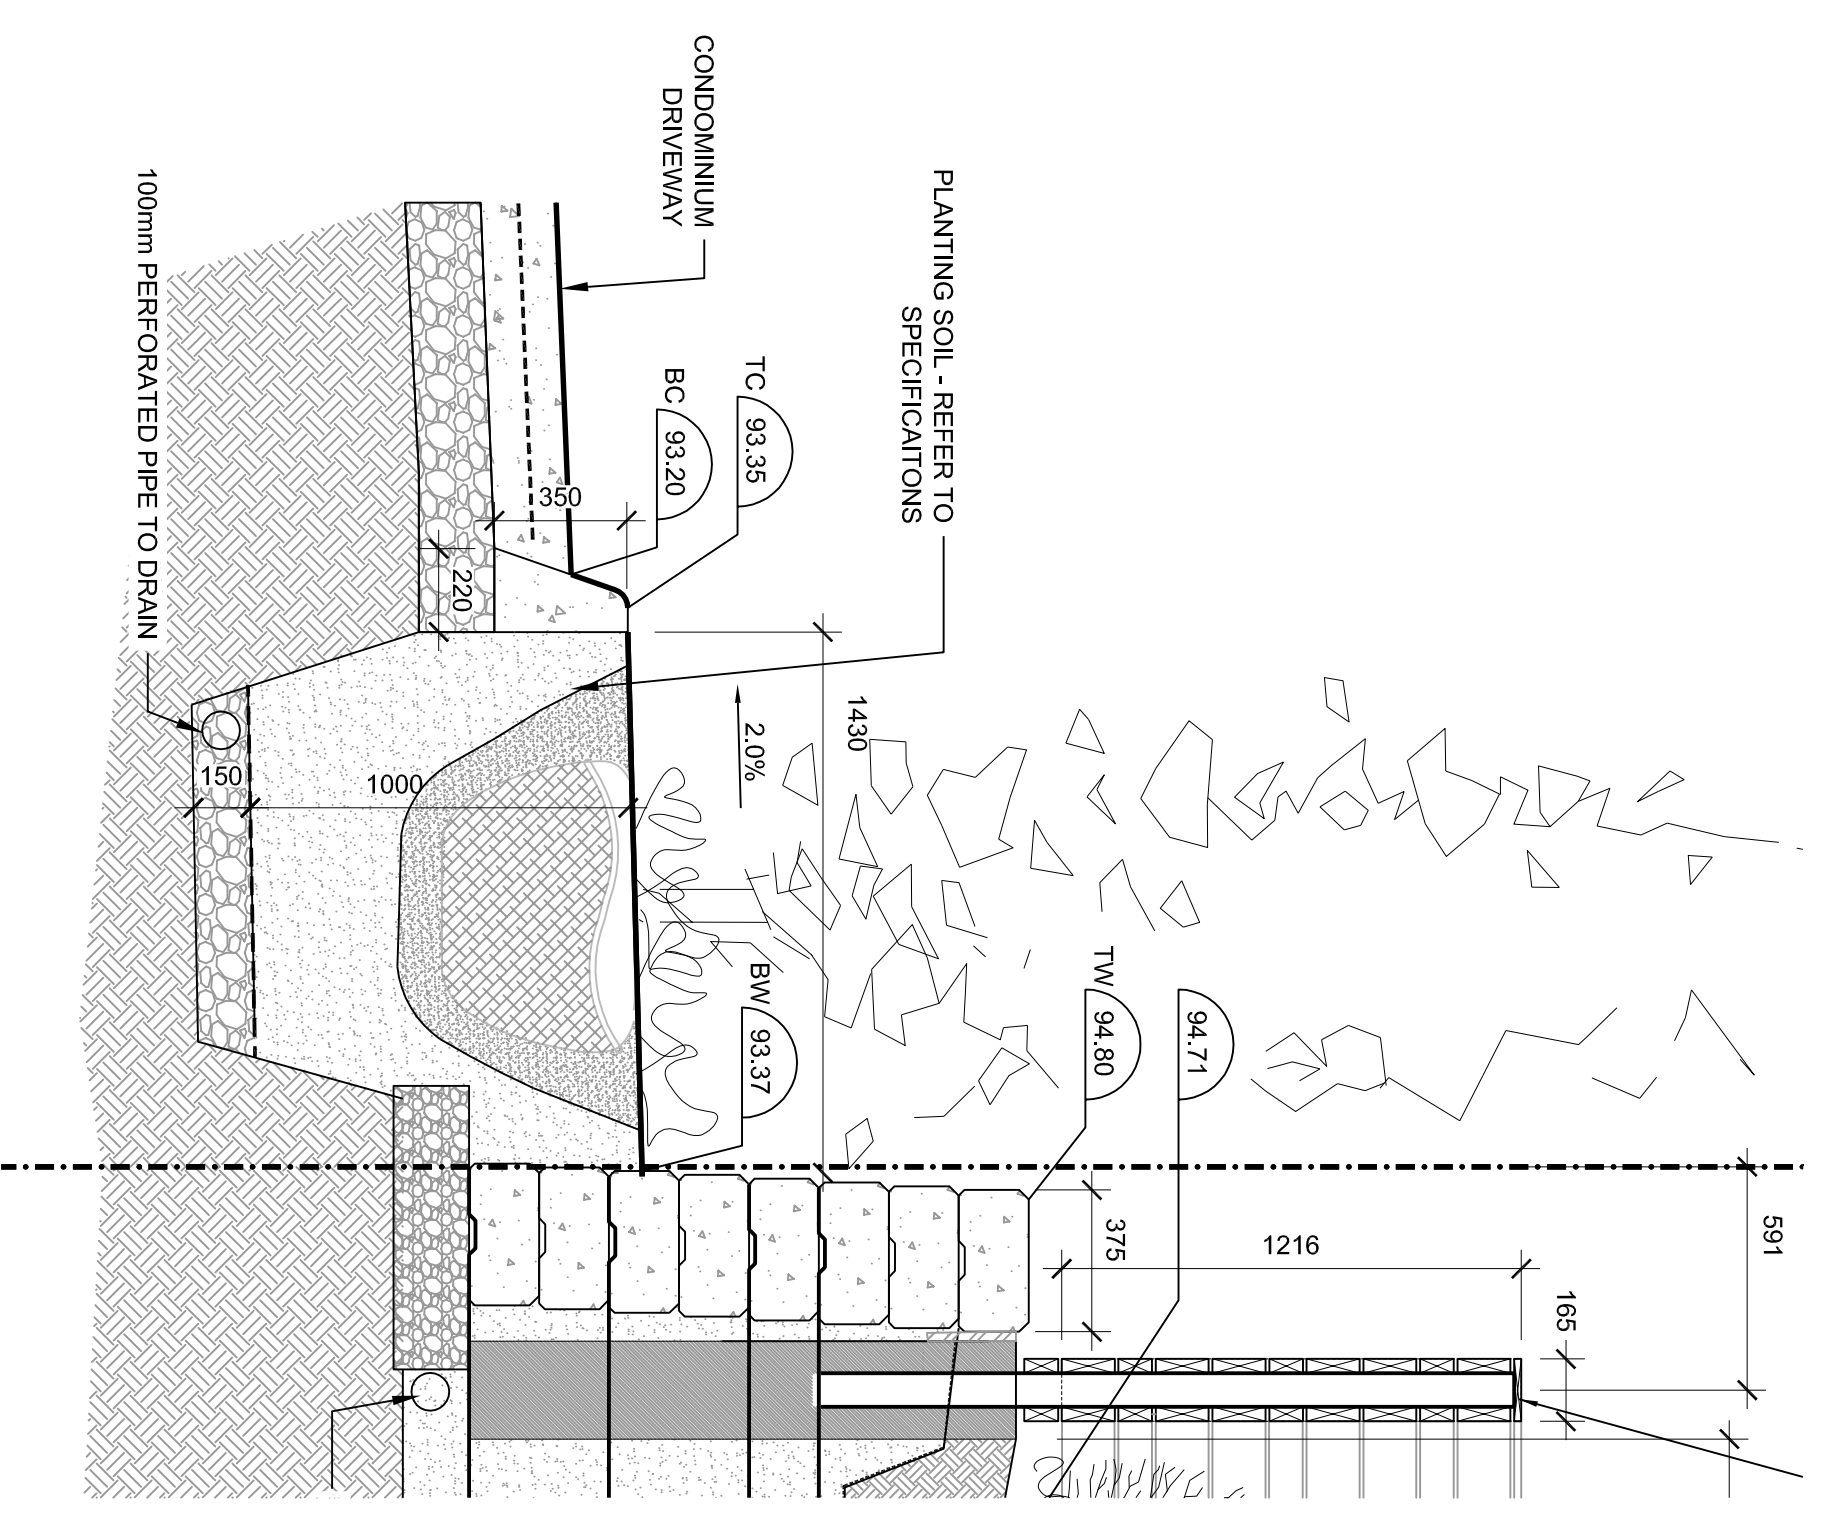 CONDOMINIUM
DRIVEWAY
100mm PERFORATED PIPE TO DRAIN
PLANTING SOIL - REFER TO
SPECIFICAITONS
TC
93.35
BC
93.20
350
220
1430
2.0%
150
1000
BW
93.37
TW
94.80
94.71
375
1216
591
165